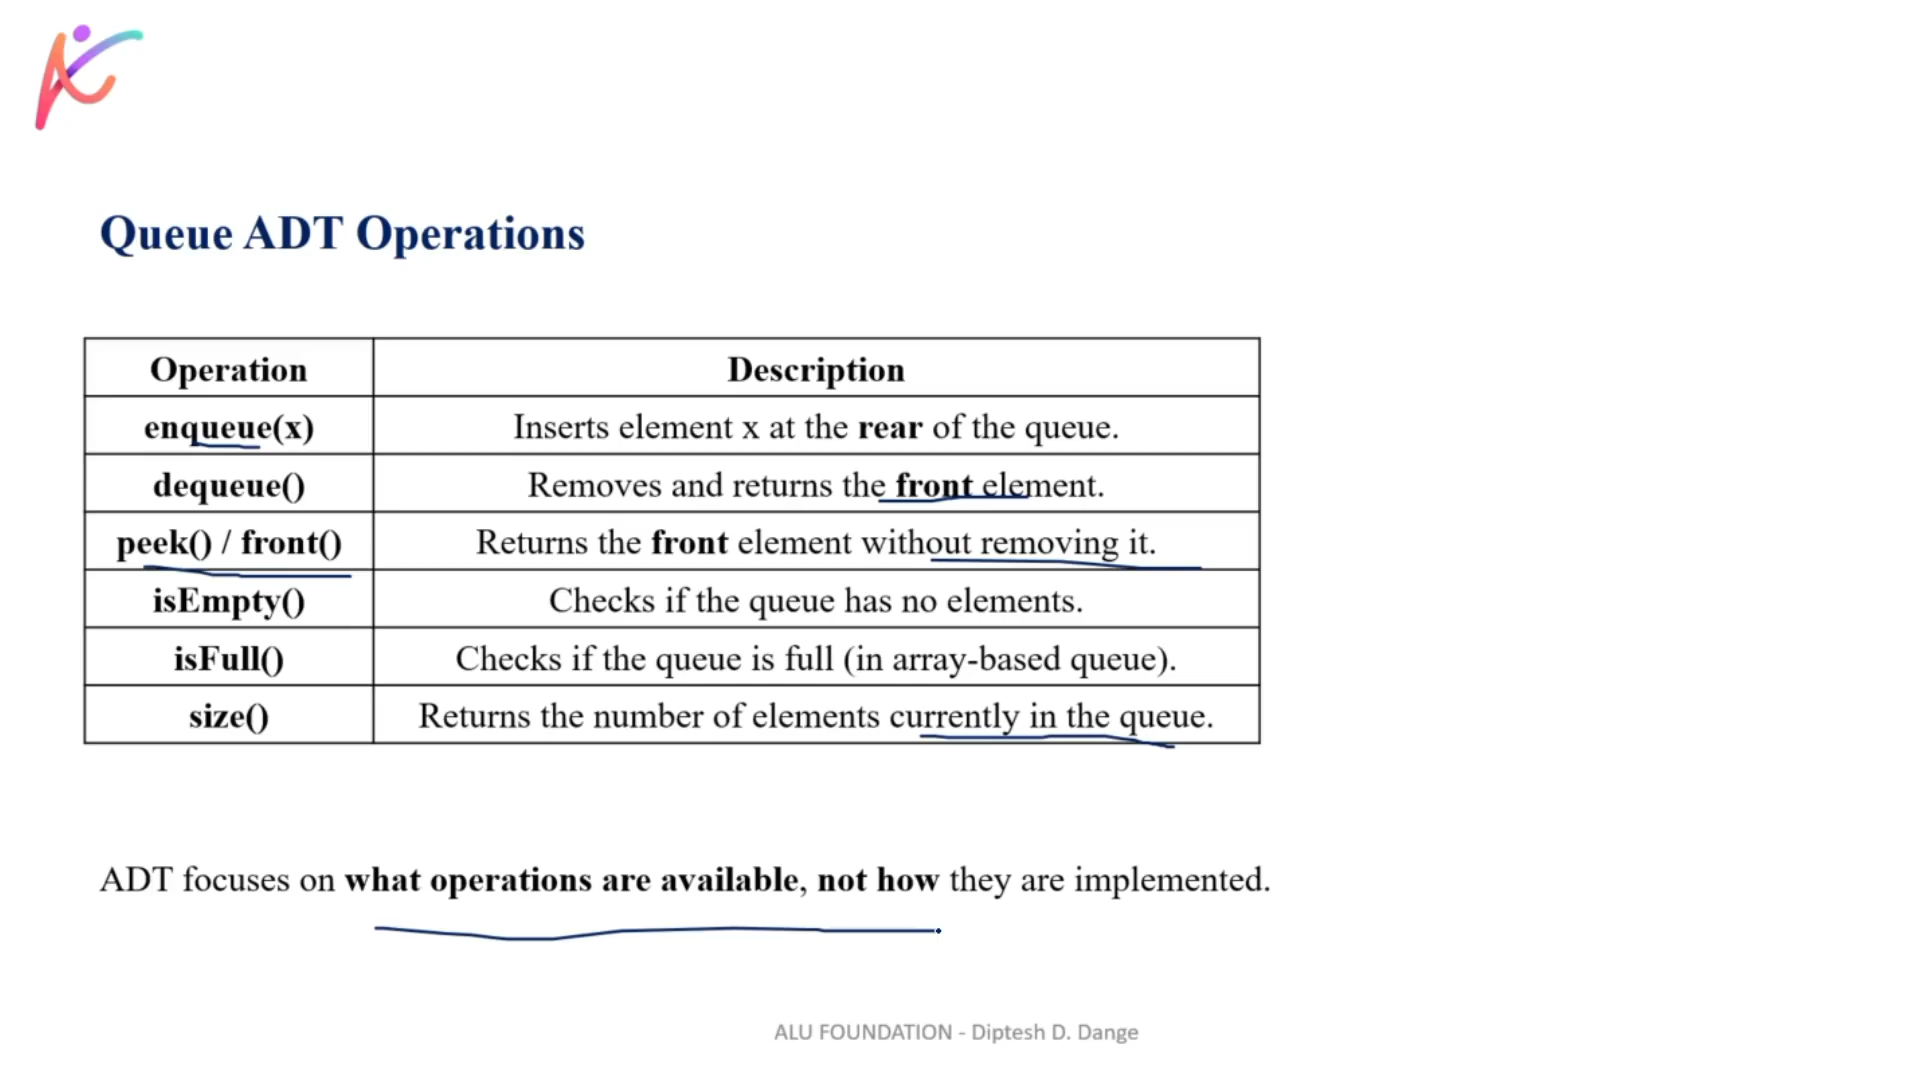 Queue ADT Operations
Operation Description
enqueue(x) Inserts element x at the rear of the queue.
dequeue() Removes and returns the front element.
peek() / front() Returns the front element without removing it.
isEmpty() Checks if the queue has no elements.
isFull() Checks if the queue is full (in array-based queue).
size() Returns the number of elements currently in the queue.
ADT focuses on what operations are available, not how they are implemented.
ALU FOUNDATION - Diptesh D. Dange